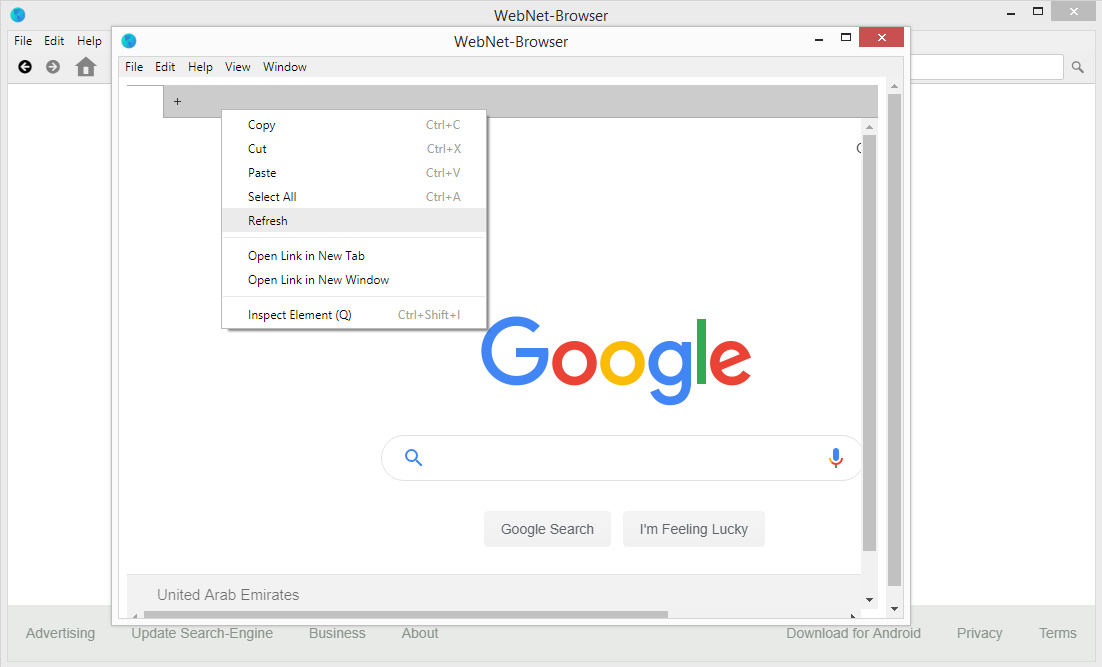 WebNet-Browser
File Edit Help
WebNet-Browser
File Edit Help View Window
+
Copy Ctrl+C
Cut Ctrl+X
Paste Ctrl+V
Select All Ctrl+A
Refresh
Open Link in New Tab
Open Link in New Window
Inspect Element (Q) Ctrl+Shift+I
Google
Google Search I'm Feeling Lucky
United Arab Emirates
Advertising Update Search-Engine Business About Download for Android Privacy Terms